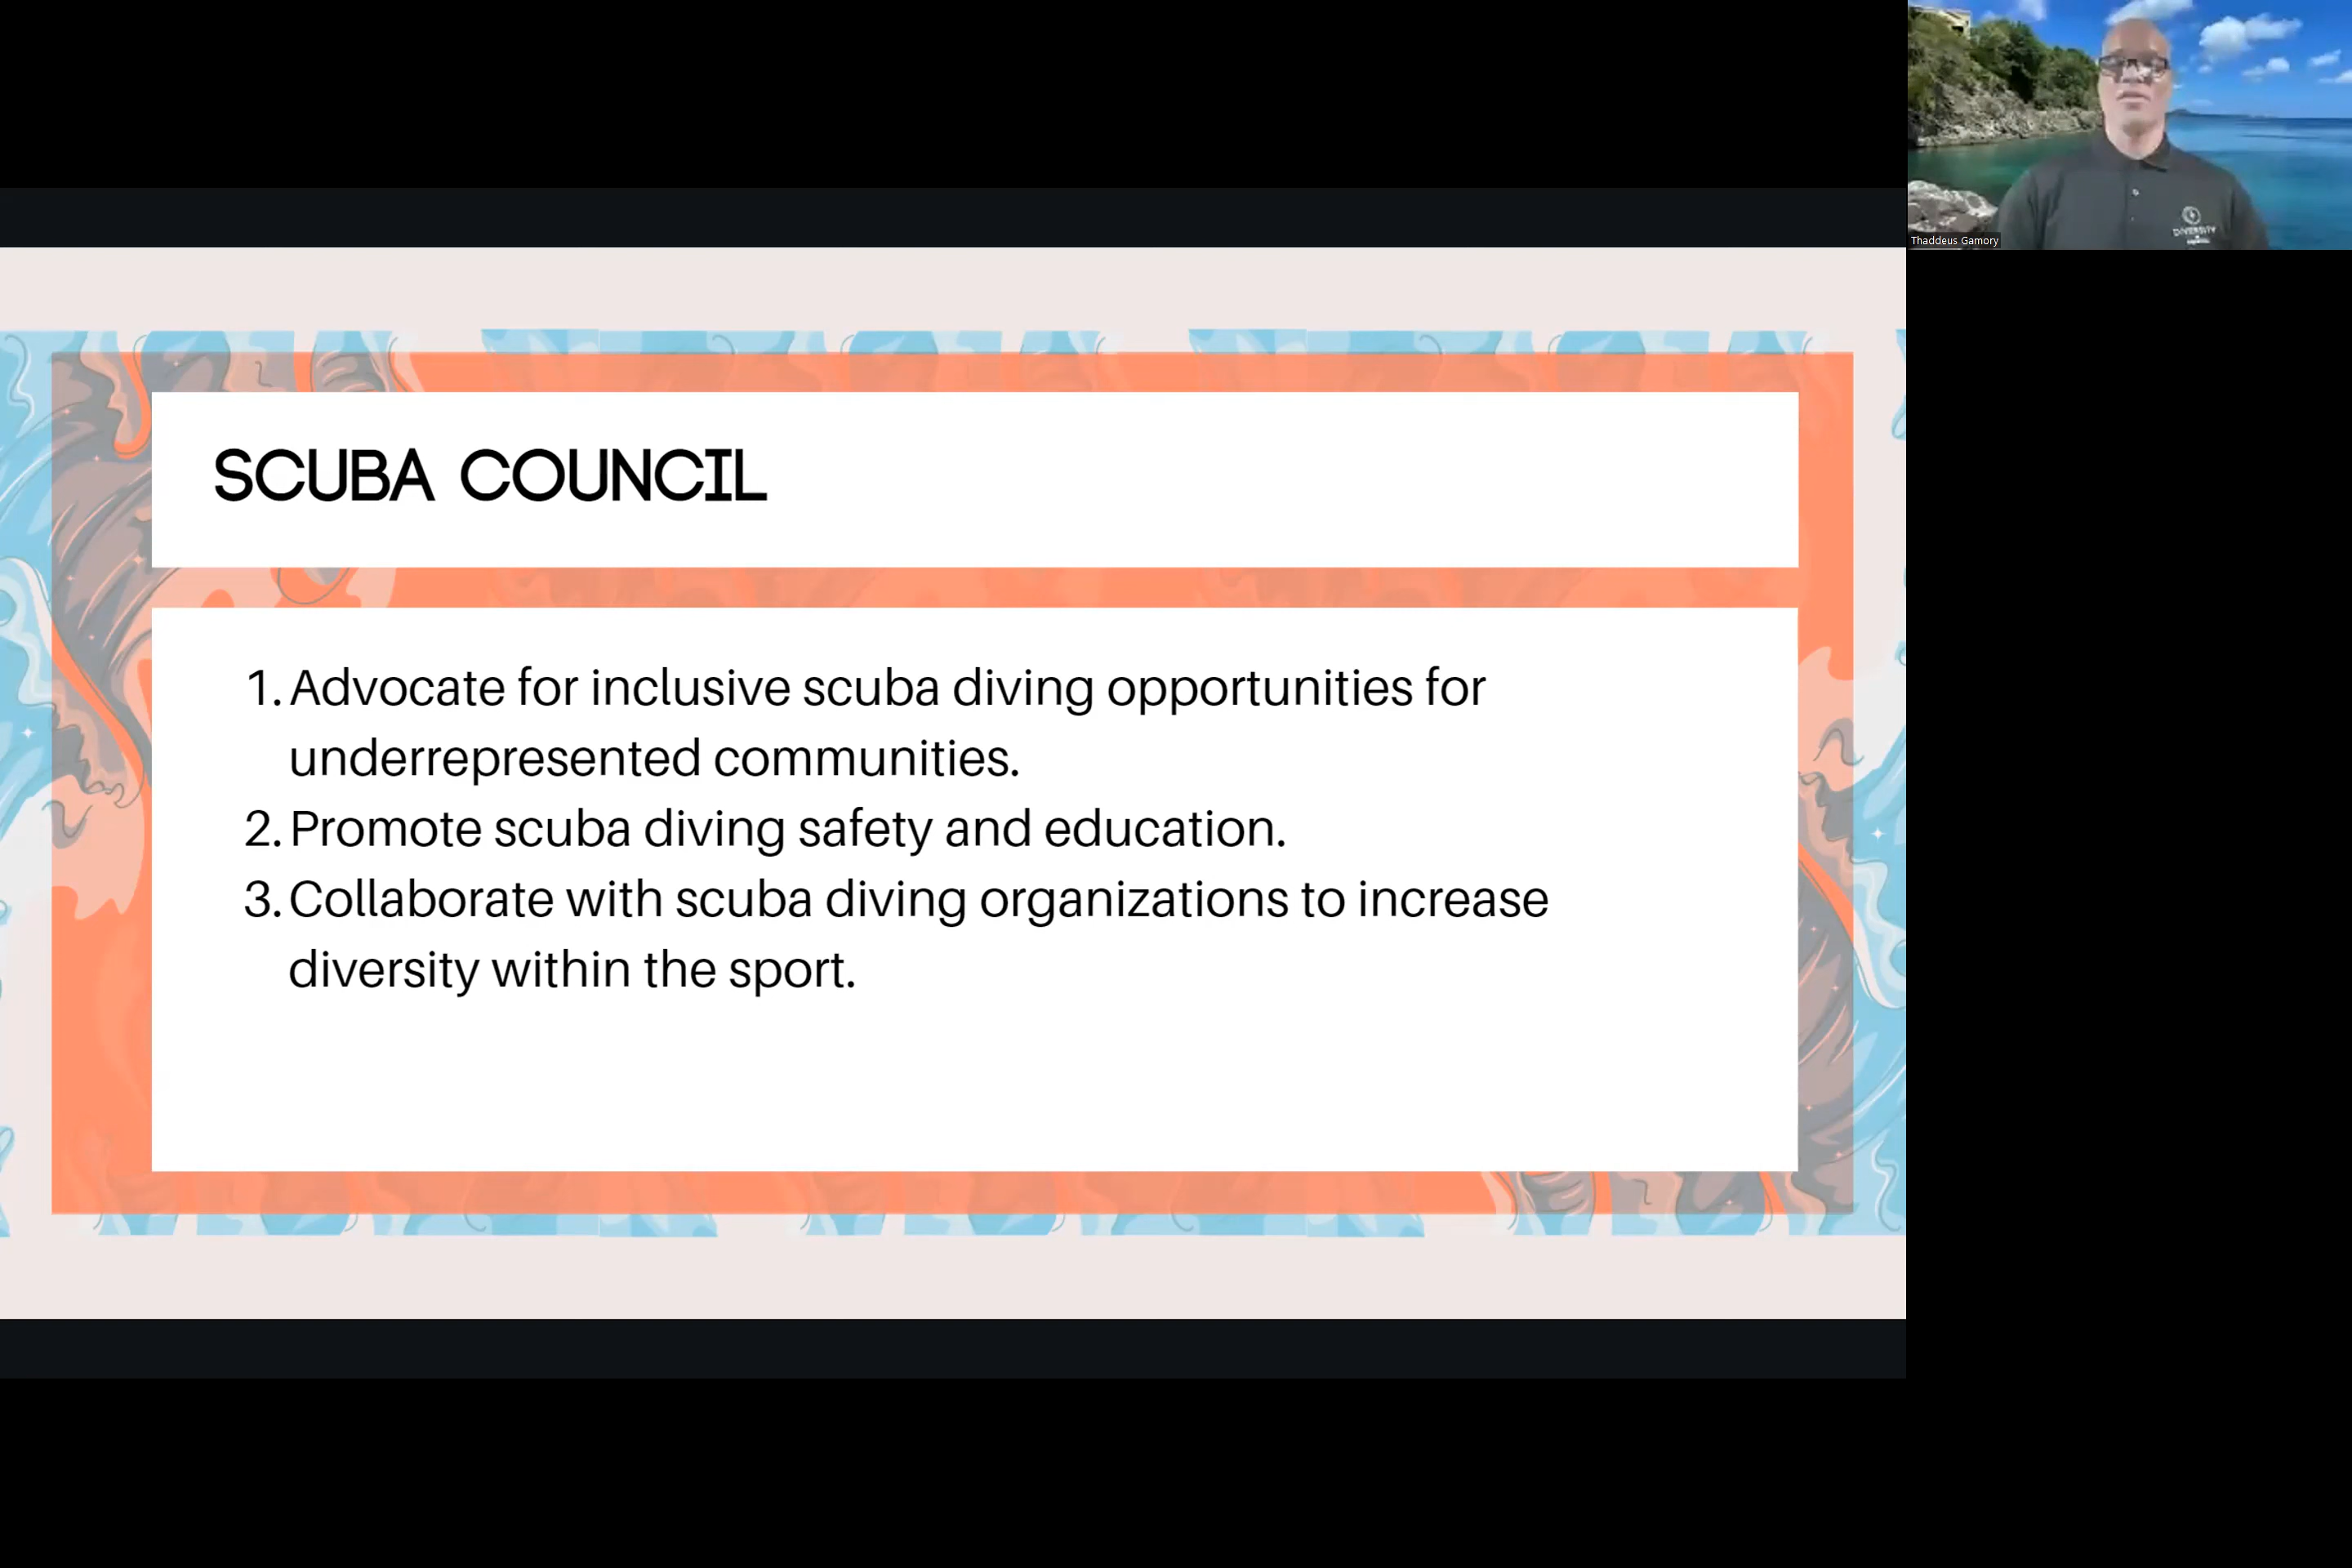 SCUBA COUNCIL
1. Advocate for inclusive scuba diving opportunities for
underrepresented communities.
2. Promote scuba diving safety and education.
3. Collaborate with scuba diving organizations to increase
diversity within the sport.
Thaddeus Gamory
DIVERSITY